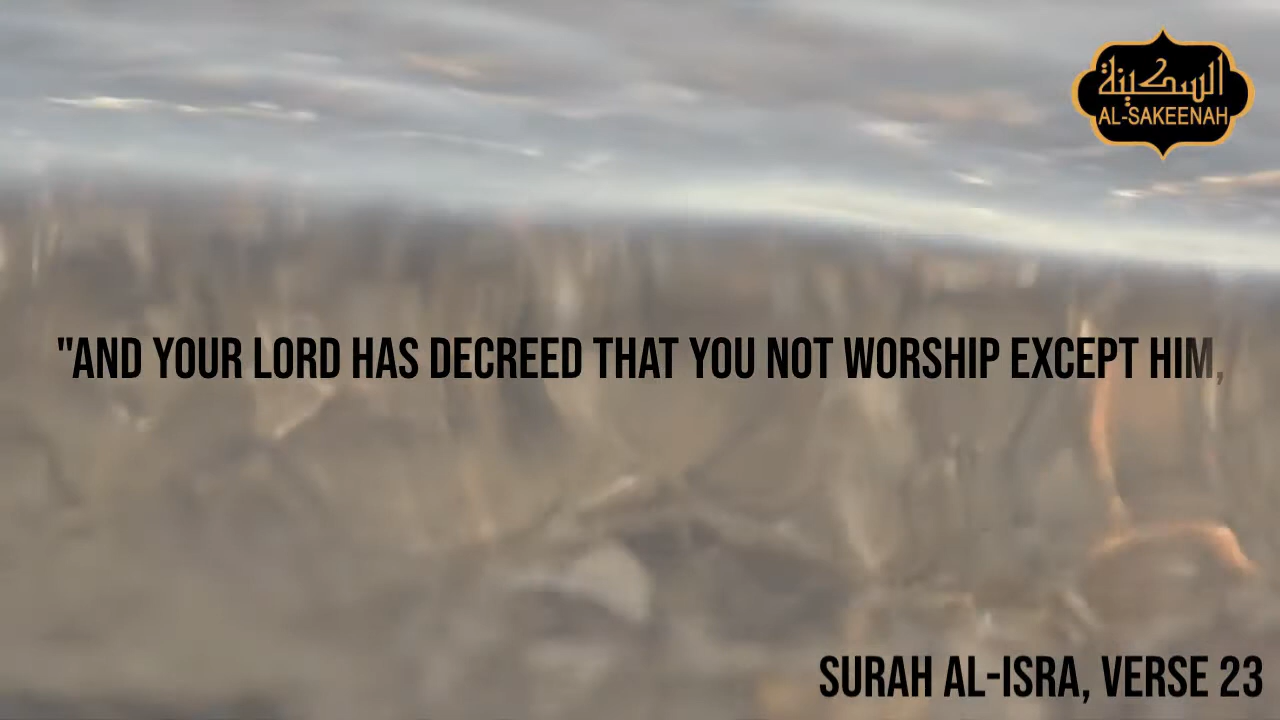 السكينة
AL-SAKEENAH
"AND YOUR LORD HAS DECREED THAT YOU NOT WORSHIP EXCEPT HIM,
SURAH AL-ISRA, VERSE 23